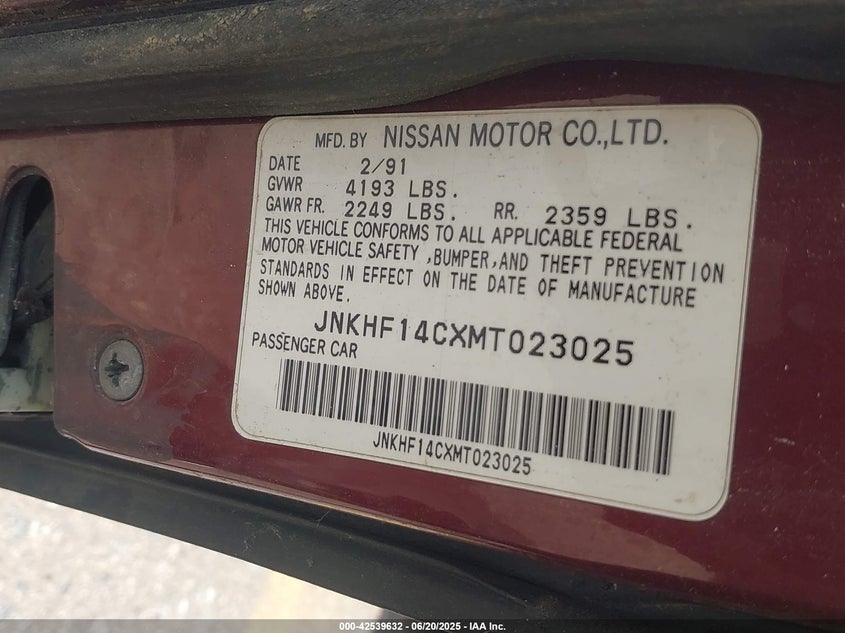 MFD. BY NISSAN MOTOR CO.,LTD.
DATE 2/91
GVWR 4193 LBS.
GAWR FR. 2249 LBS. RR. 2359 LBS.
THIS VEHICLE CONFORMS TO ALL APPLICABLE FEDERAL
MOTOR VEHICLE SAFETY ,BUMPER,AND THEFT PREVENTION
STANDARDS IN EFFECT ON THE DATE OF MANUFACTURE
SHOWN ABOVE.
JNKHF14CXMT023025
PASSENGER CAR
JNKHF14CXMT023025
000-42539632 | 06/20/2025 - IAA Inc.